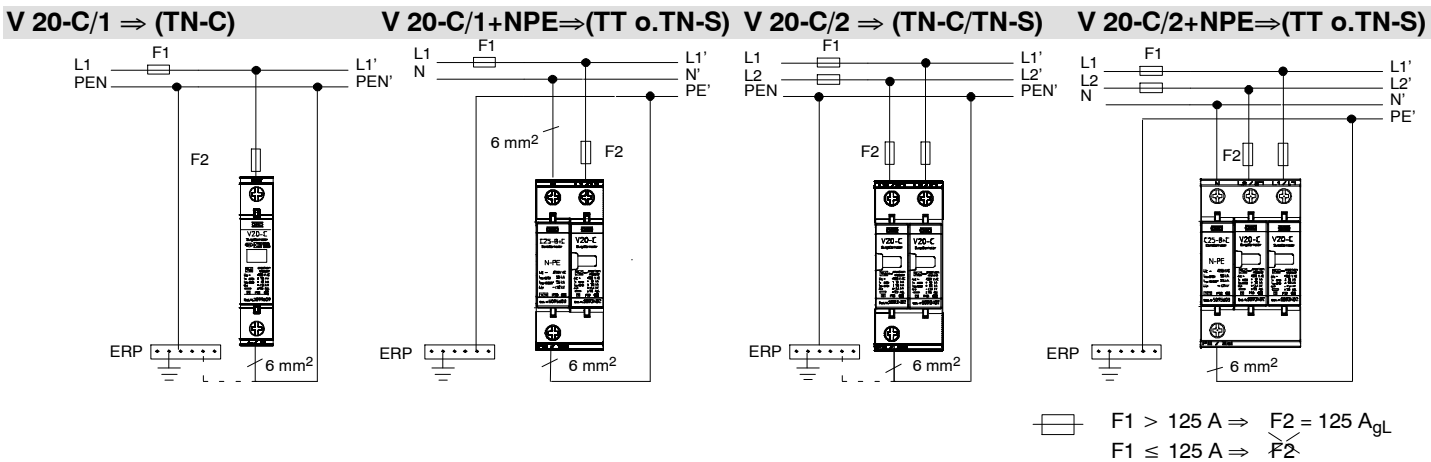 V 20-C/1 ⇒ (TN-C)
V 20-C/1+NPE⇒(TT o.TN-S)
V 20-C/2 ⇒ (TN-C/TN-S)
V 20-C/2+NPE⇒(TT o.TN-S)
F1
L1
L1'
PEN
PEN'
F2
ERP
6 mm²
F1
L1
L1'
N
N'
PE'
6 mm²
F2
C25-B+C
V20-C
N-PE
ERP
6 mm²
F1
L1
L1'
L2
L2'
PEN
PEN'
F2
V20-C
V20-C
ERP
6 mm²
F1
L1
L1'
L2
L2'
N
N'
PE'
F2
C25-B+C
V20-C
V20-C
N-PE
ERP
6 mm²
V20-C
F1 > 125 A ⇒ F2 = 125 AgL
F1 ≤ 125 A ⇒ F2